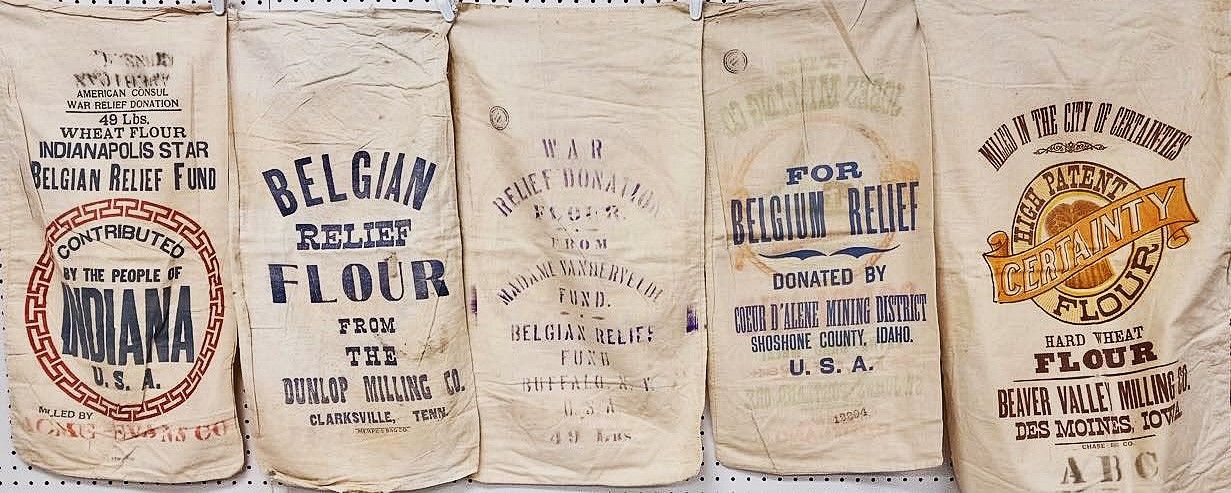 AMERICAN CONSUL
WAR RELIEF DONATION
49 Lbs.
WHEAT FLOUR
INDIANAPOLIS STAR
BELGIAN RELIEF FUND
CONTRIBUTED
BY THE PEOPLE OF
INDIANA
U. S. A.
MILLED BY
ACME-EVANS CO
BELGIAN
RELIEF
FLOUR
FROM
THE
DUNLOP MILLING CO.
CLARKSVILLE, TENN.
WAR
RELIEF DONATION
FLOUR.
FROM
MADAME VANDERVELDE
FUND.
BELGIAN RELIEF
FUND
BUFFALO, N.Y.
U.S.A
49 Lbs
FOR
BELGIUM RELIEF
DONATED BY
COEUR D'ALENE MINING DISTRICT
SHOSHONE COUNTY, IDAHO.
U. S. A.
MILLED IN THE CITY OF CERTAINTIES
HIGH PATENT
CERTAINTY
FLOUR
HARD WHEAT
FLOUR
BEAVER VALLEY MILLING CO.
DES MOINES, IOWA
ABC